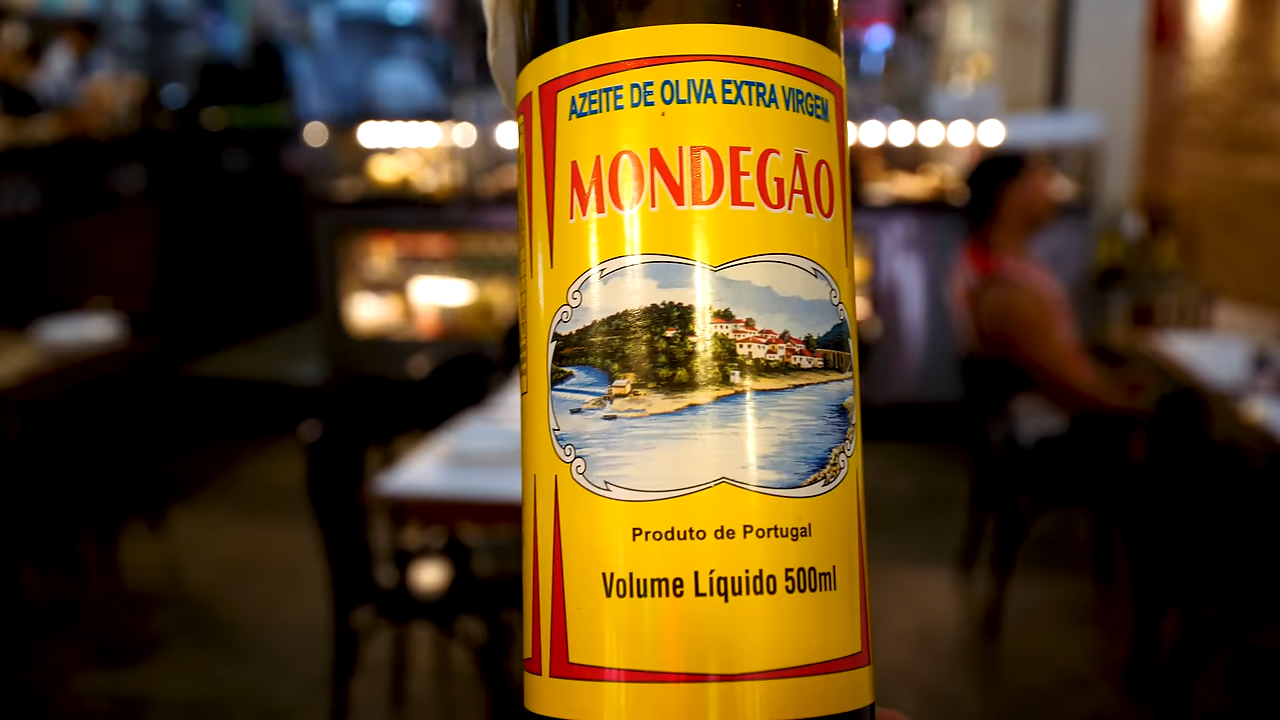 AZEITE DE OLIVA EXTRA VIRGEM
MONDEGÃO
Produto de Portugal
Volume Líquido 500ml